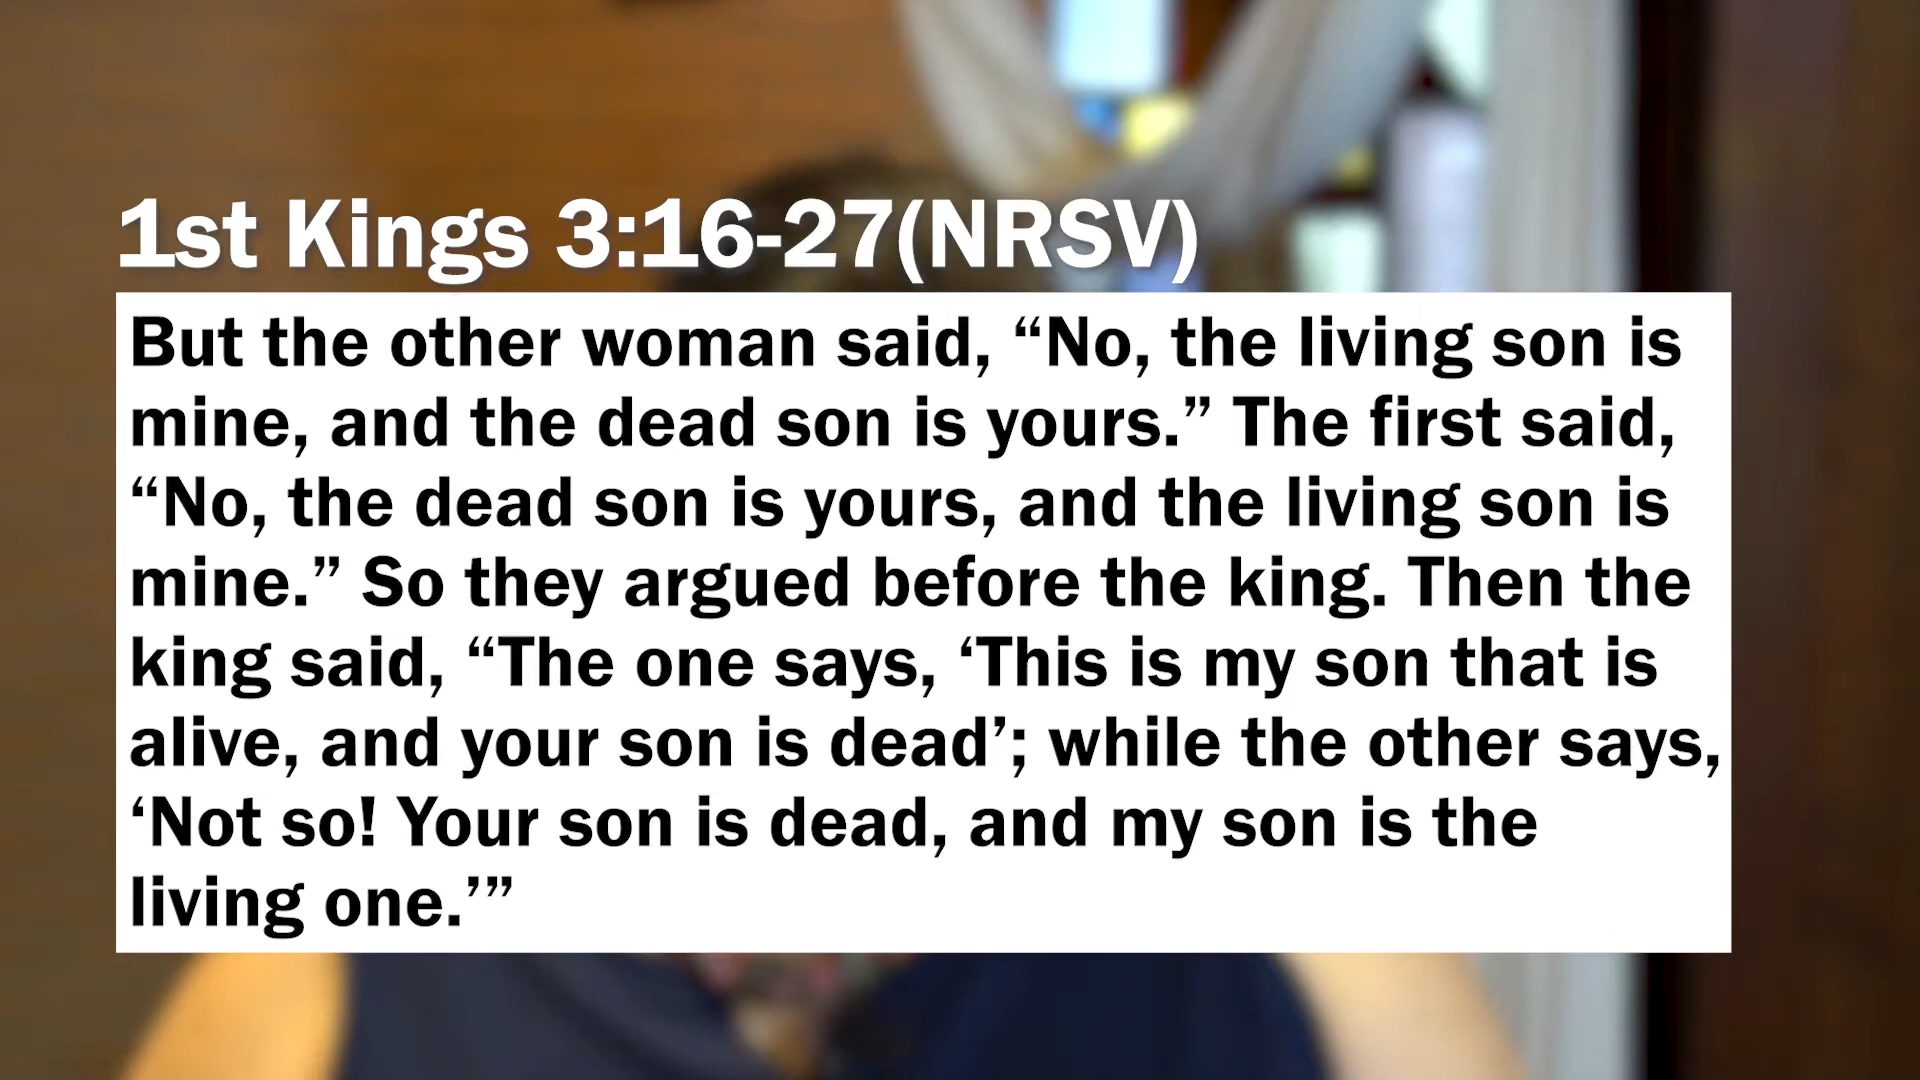 1st Kings 3:16-27(NRSV)
But the other woman said, “No, the living son is
mine, and the dead son is yours.” The first said,
“No, the dead son is yours, and the living son is
mine.” So they argued before the king. Then the
king said, “The one says, ‘This is my son that is
alive, and your son is dead’; while the other says,
‘Not so! Your son is dead, and my son is the
living one.’”